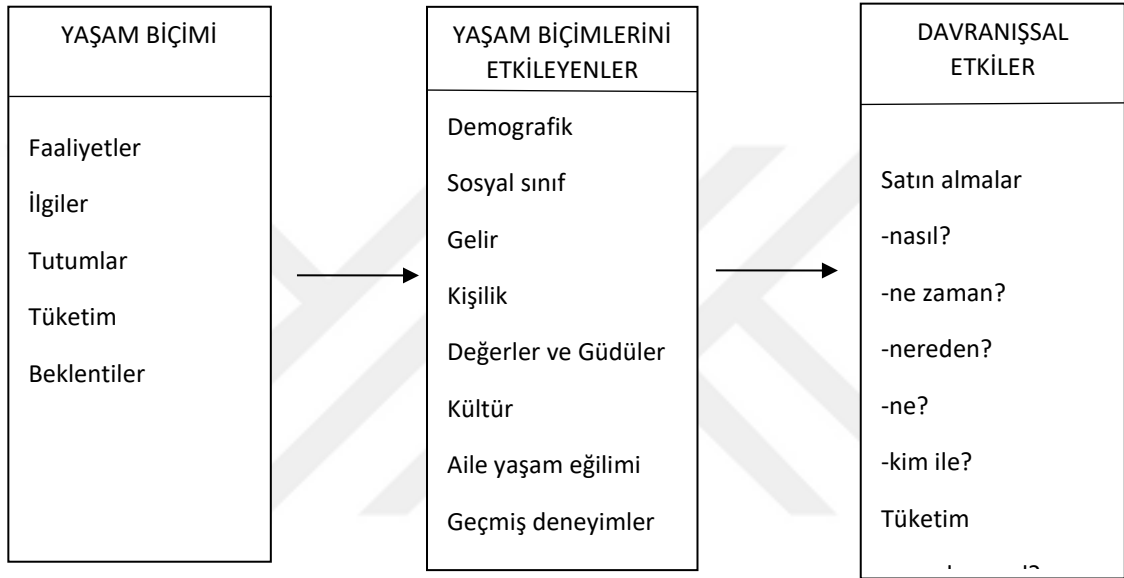 YAŞAM BİÇİMİ
Faaliyetler
İlgiler
Tutumlar
Tüketim
Beklentiler
YAŞAM BİÇİMLERİNİ
ETKİLEYENLER
Demografik
Sosyal sınıf
Gelir
Kişilik
Değerler ve Güdüler
Kültür
Aile yaşam eğilimi
Geçmiş deneyimler
DAVRANIŞSAL
ETKİLER
Satın almalar
-nasıl?
-ne zaman?
-nereden?
-ne?
-kim ile?
Tüketim